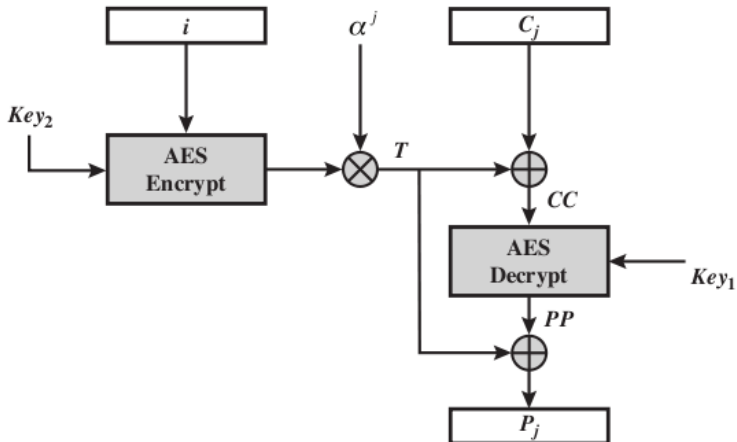 i
α^j
C_j
Key_2
AES
Encrypt
T
CC
AES
Decrypt
Key_1
PP
P_j